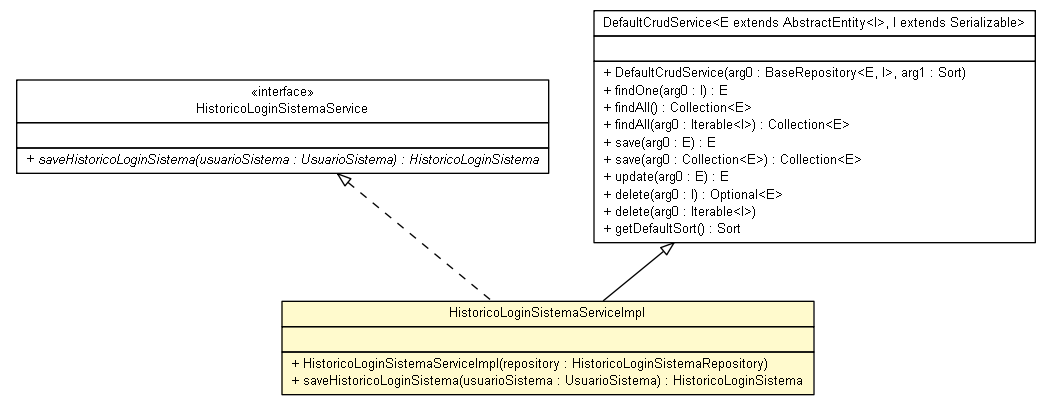 «interface»
HistoricoLoginSistemaService
+ saveHistoricoLoginSistema(usuarioSistema : UsuarioSistema) : HistoricoLoginSistema
DefaultCrudService<E extends AbstractEntity<I>, I extends Serializable>
+ DefaultCrudService(arg0 : BaseRepository<E, I>, arg1 : Sort)
+ findOne(arg0 : I) : E
+ findAll() : Collection<E>
+ findAll(arg0 : Iterable<I>) : Collection<E>
+ save(arg0 : E) : E
+ save(arg0 : Collection<E>) : Collection<E>
+ update(arg0 : E) : E
+ delete(arg0 : I) : Optional<E>
+ delete(arg0 : Iterable<I>)
+ getDefaultSort() : Sort
HistoricoLoginSistemaServiceImpl
+ HistoricoLoginSistemaServiceImpl(repository : HistoricoLoginSistemaRepository)
+ saveHistoricoLoginSistema(usuarioSistema : UsuarioSistema) : HistoricoLoginSistema